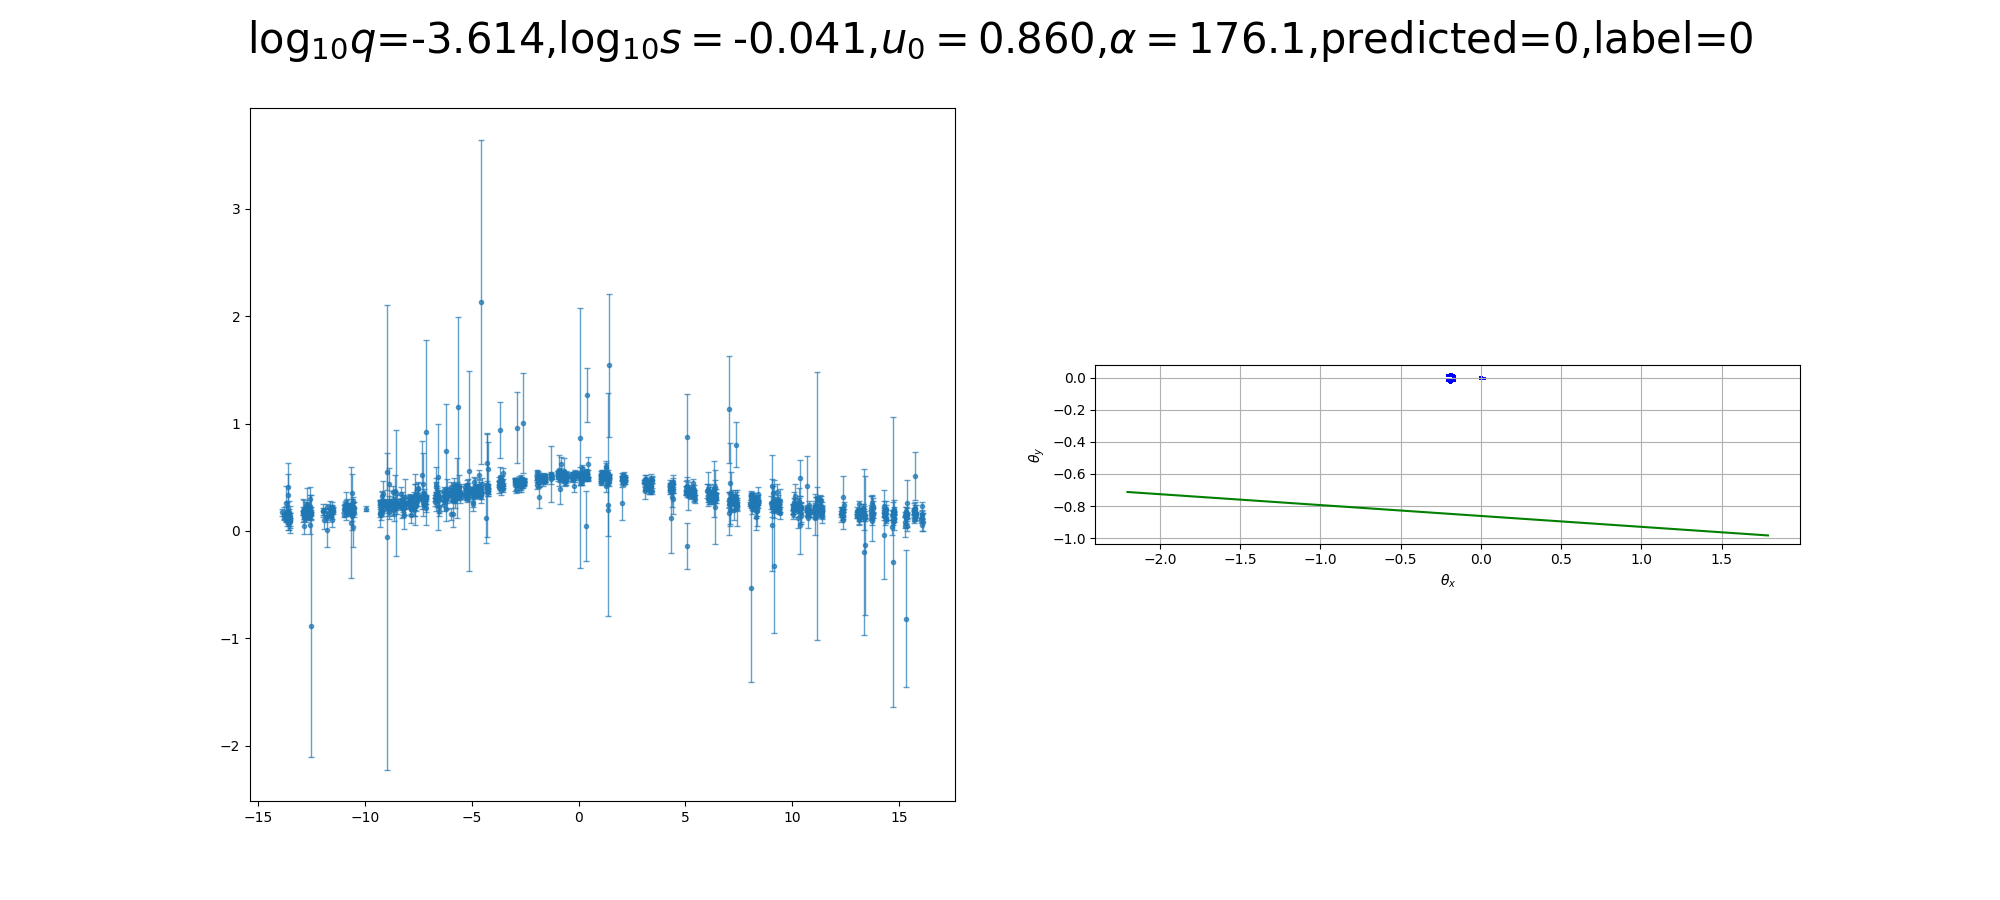 log₁₀q=-3.614,log₁₀s = -0.041,u₀ = 0.860,α = 176.1,predicted=0,label=0
3
2
1
0
−1
−2
−15 −10 −5 0 5 10 15
0.0
−0.2
−0.4
−0.6
−0.8
−1.0
θy
−2.0 −1.5 −1.0 −0.5 0.0 0.5 1.0 1.5
θx